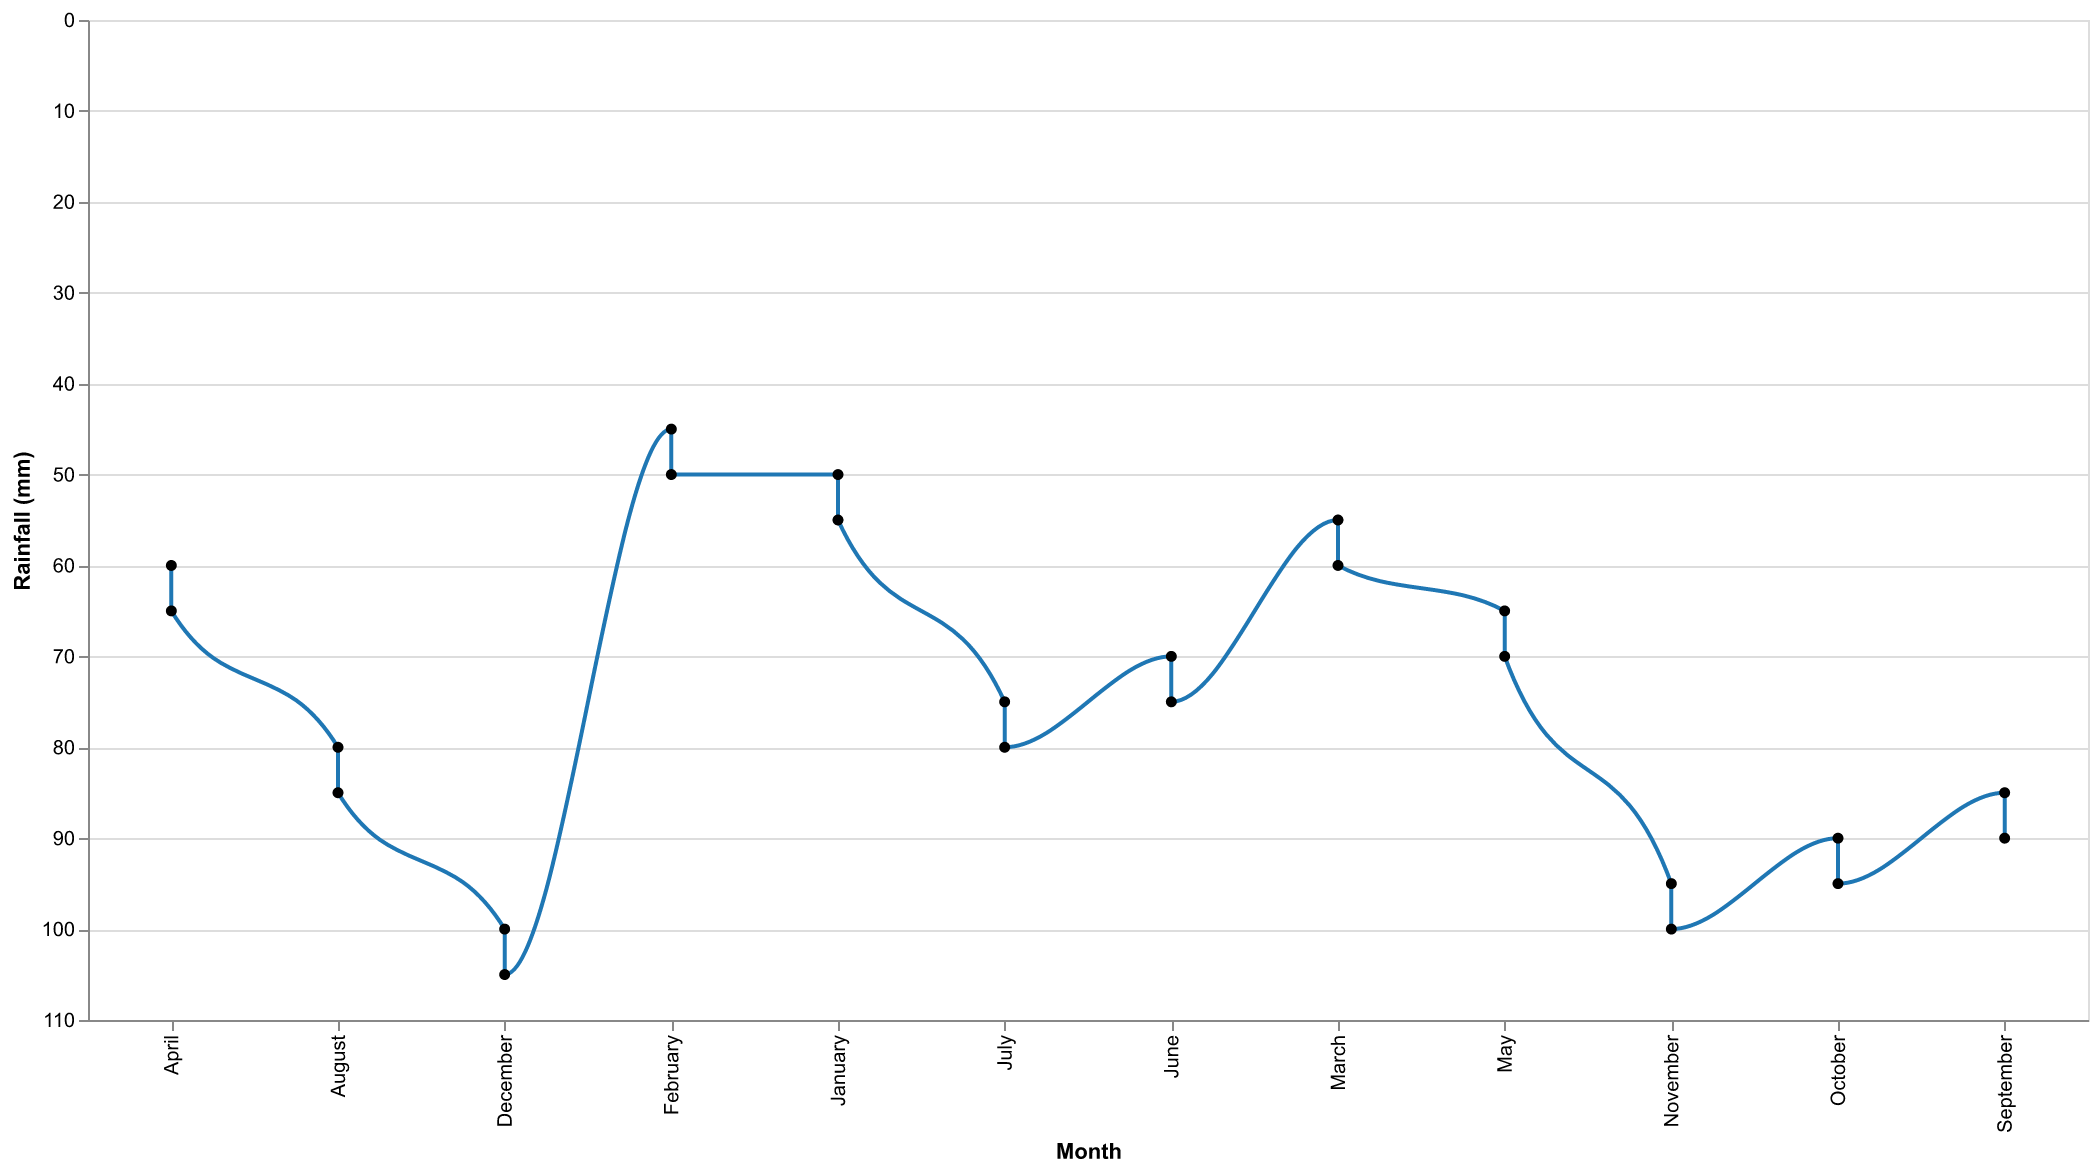 0
10
20
30
40
50
60
70
80
90
100
110
Rainfall (mm)
April
August
December
February
January
July
June
March
May
November
October
September
Month